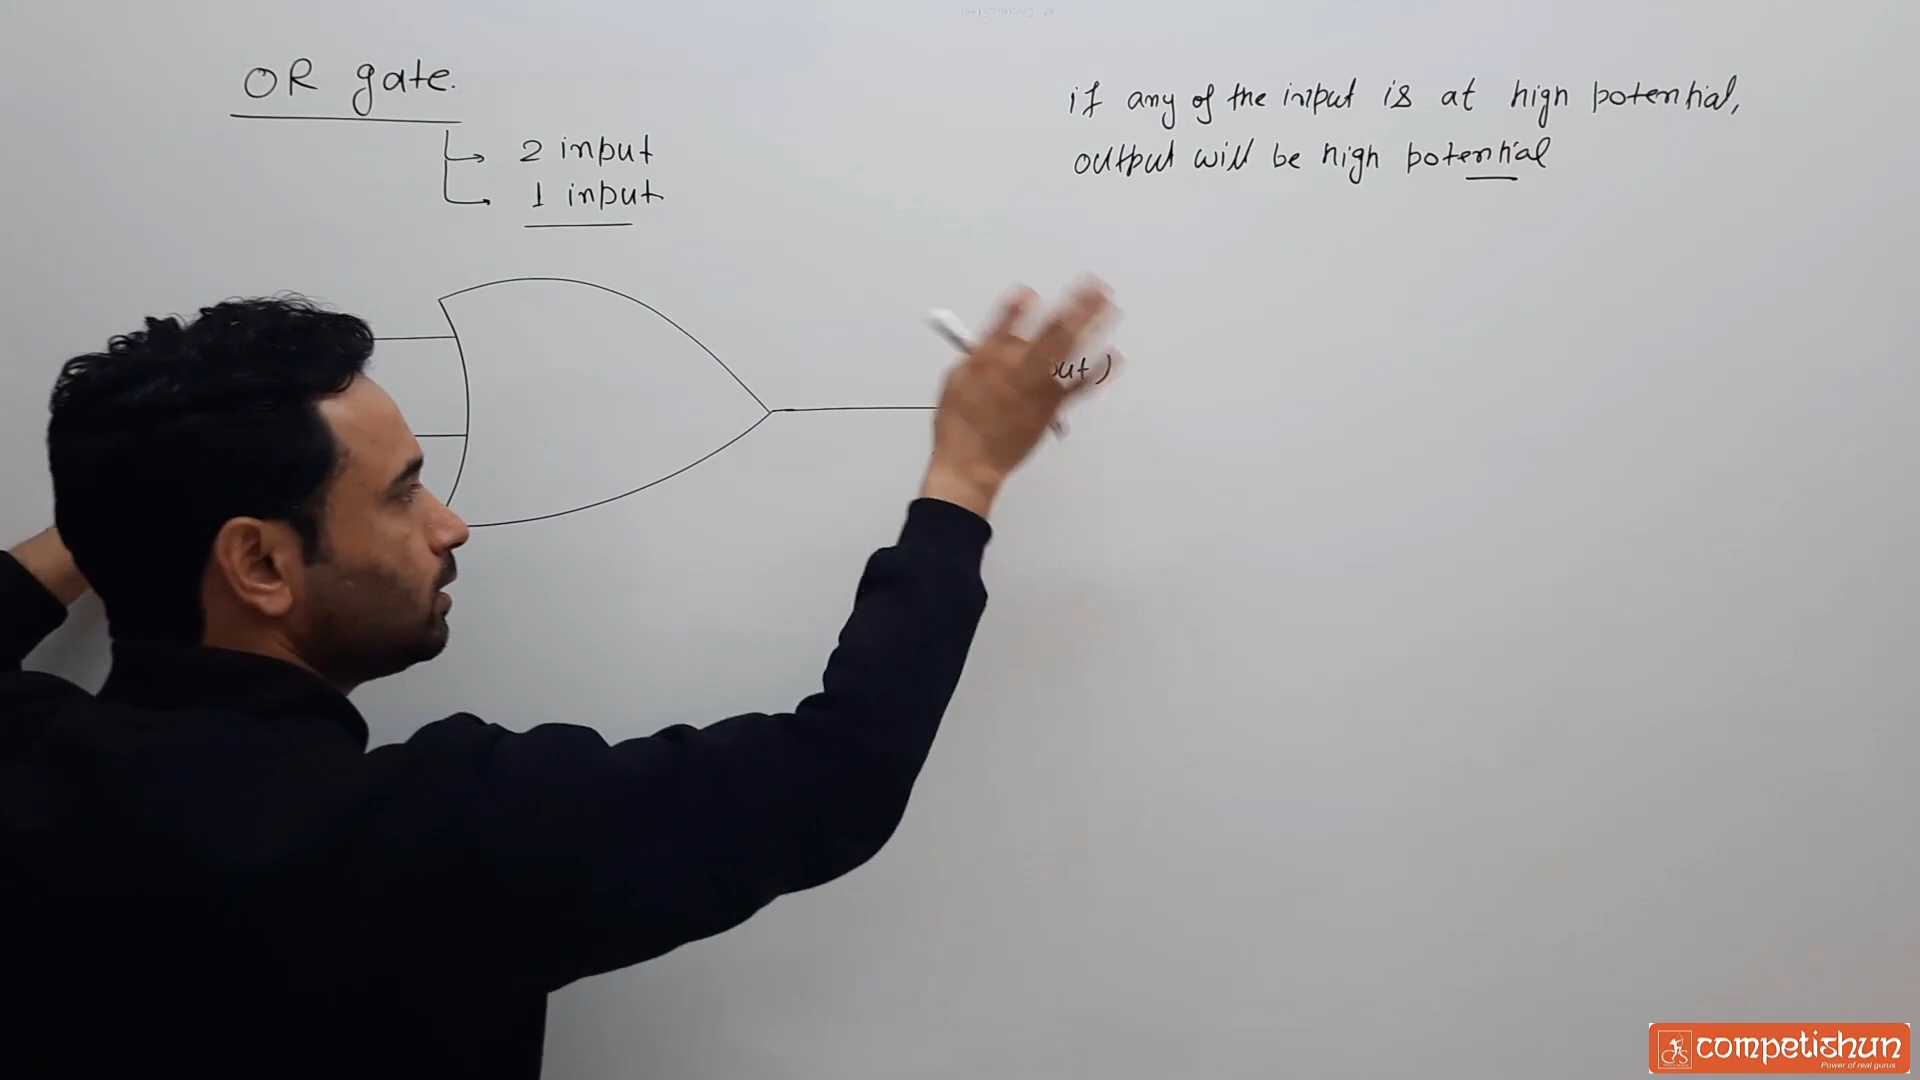 OR gate.
2 input
1 input
if any of the input is at high potential,
output will be high potential
competishun
Power of real gurus